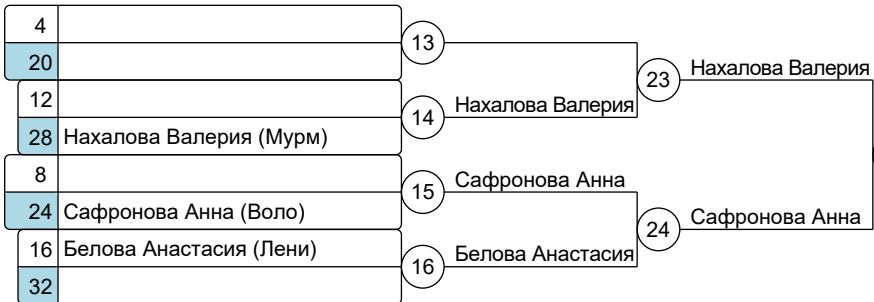 4
20
13
12
28 Нахалова Валерия (Мурм)
14 Нахалова Валерия
23 Нахалова Валерия
8
24 Сафронова Анна (Воло)
15 Сафронова Анна
16 Белова Анастасия (Лени)
32
16 Белова Анастасия
24 Сафронова Анна